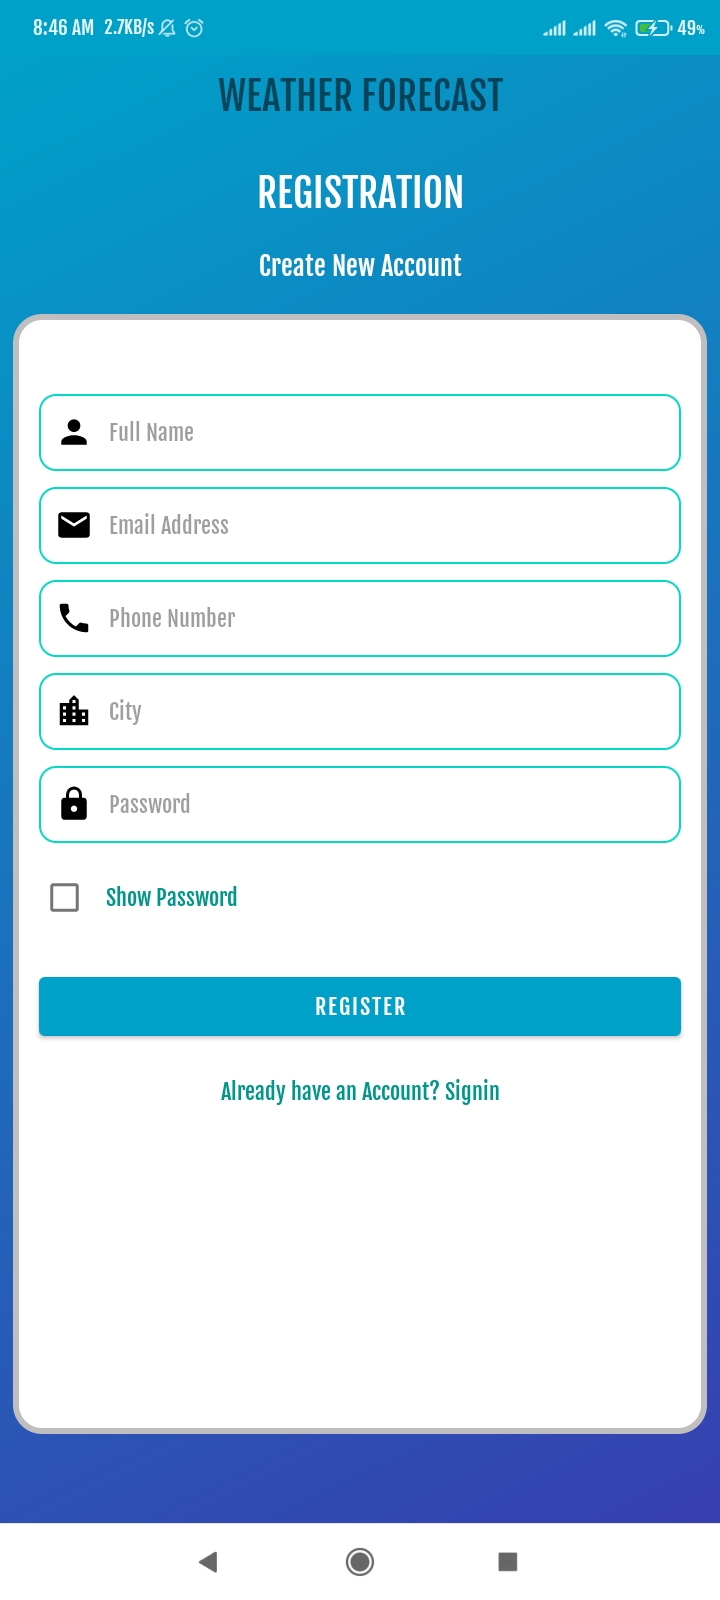 8:46 AM 2.7KB/s 49%
WEATHER FORECAST
REGISTRATION
Create New Account
Full Name
Email Address
Phone Number
City
Password
Show Password
REGISTER
Already have an Account? Signin